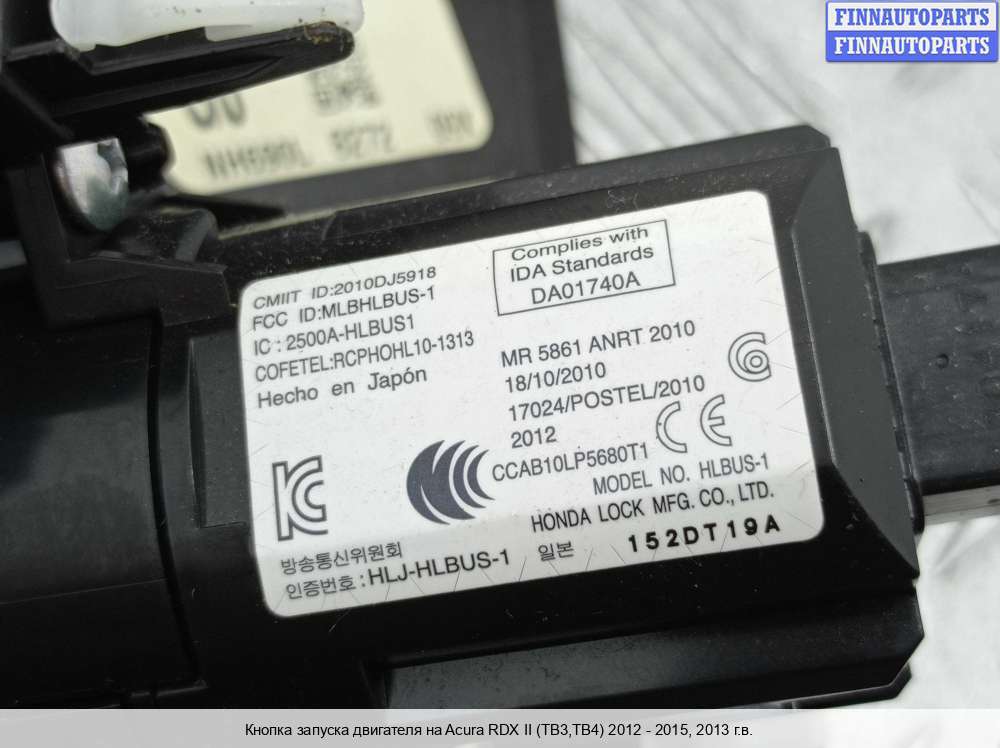 FINNAUTOPARTS
FINNAUTOPARTS
NH690L 8272
CMIIT ID:2010DJ5918
FCC ID:MLBHLBUS-1
IC : 2500A-HLBUS1
COFETEL:RCPHOHL10-1313
Hecho en Japón
Complies with
IDA Standards
DA01740A
MR 5861 ANRT 2010
18/10/2010
17024/POSTEL/2010
2012
CCAB10LP5680T1
CE
MODEL NO. HLBUS-1
HONDA LOCK MFG. CO., LTD.
방송통신위원회
인증번호 : HLJ-HLBUS-1
일본
152DT19A
Кнопка запуска двигателя на Acura RDX II (TB3,TB4) 2012 - 2015, 2013 г.в.